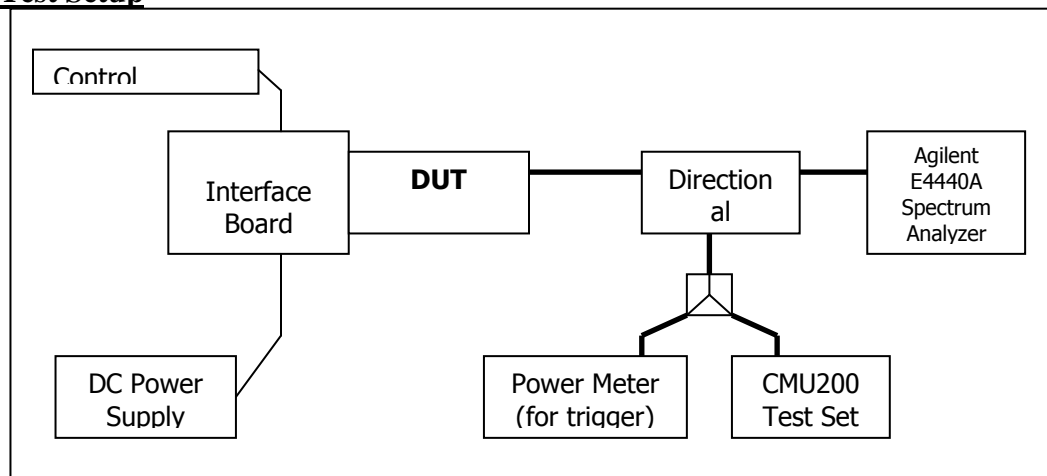 Test Setup
Control
Interface
Board
DUT
Direction
al
Agilent
E4440A
Spectrum
Analyzer
DC Power
Supply
Power Meter
(for trigger)
CMU200
Test Set